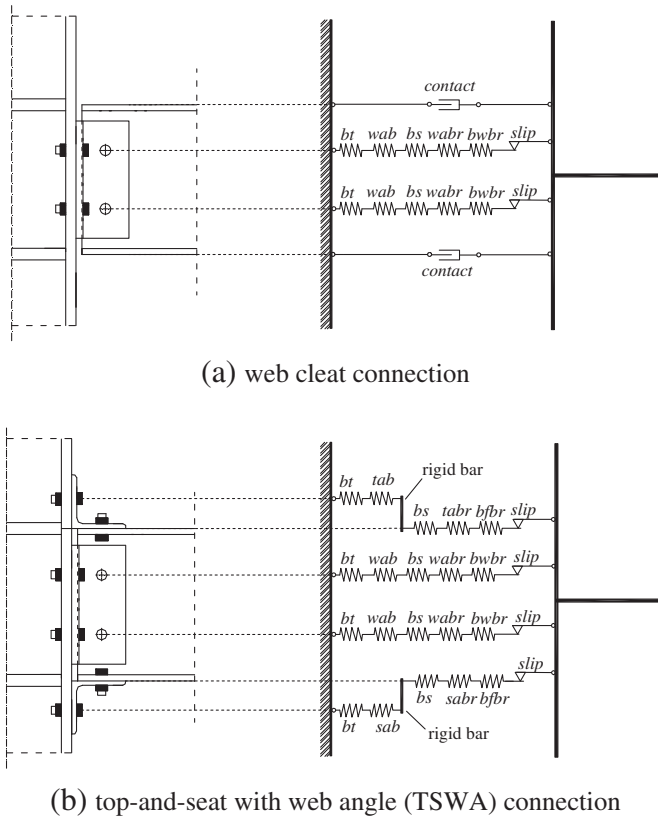 contact
bt wab bs wabr bwbr slip
bt wab bs wabr bwbr slip
contact
(a) web cleat connection
rigid bar
bt tab
bs tabr bfbr slip
bt wab bs wabr bwbr slip
bt wab bs wabr bwbr slip
slip
bs sabr bfbr
bt sab
rigid bar
(b) top-and-seat with web angle (TSWA) connection